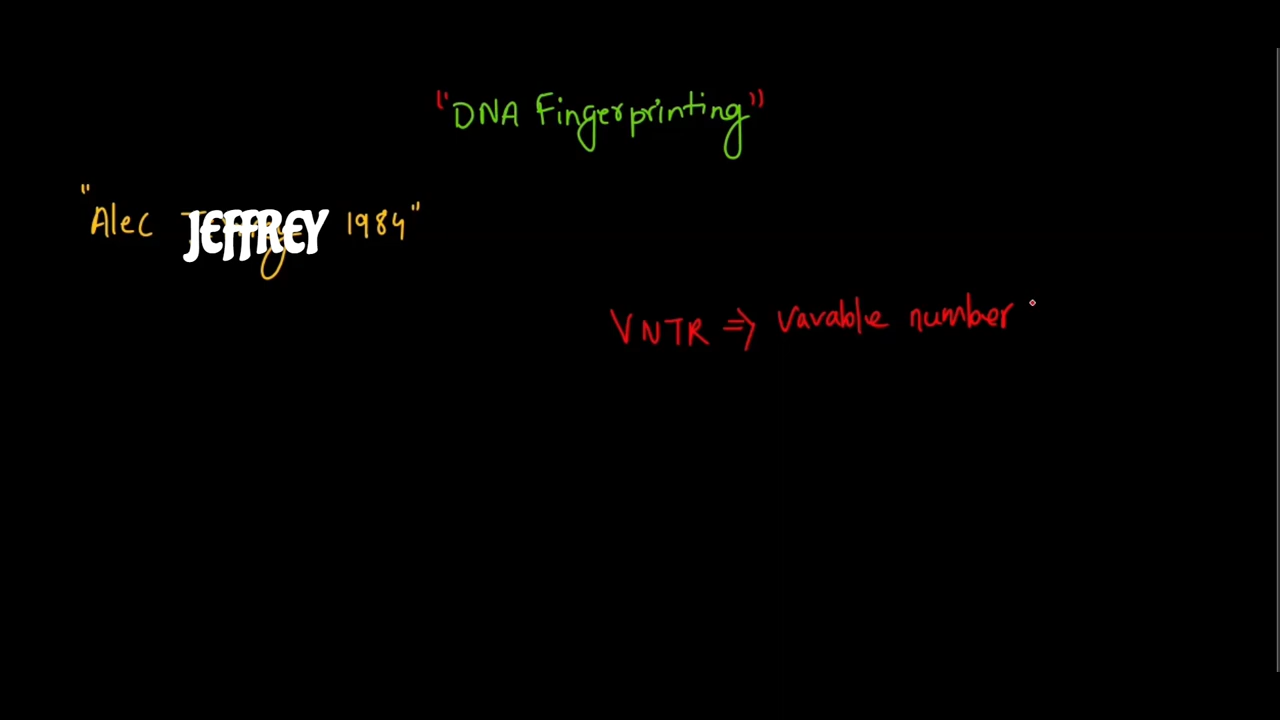 "DNA Fingerprinting"
"Alec JEFFREY 1984"
VNTR => varable number